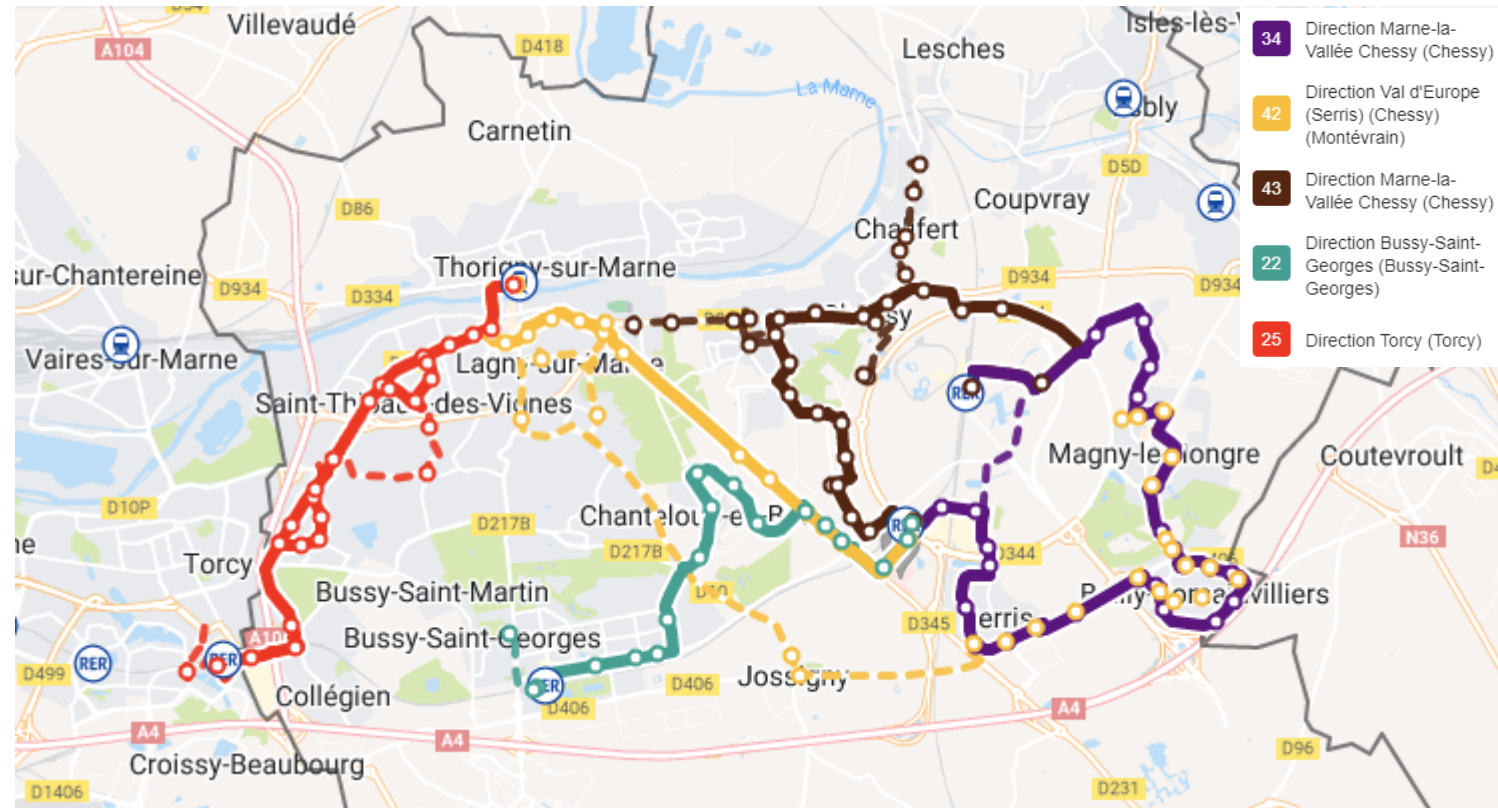 D54
Villevaudé
Isles-lès-V
A104
D418
Lesches
La Marne
Carnetin
D5D
D86
Coupvray
Chalifert
Thorigny-sur-Marne
sur-Chantereine
D934
D334
D934
D934
Vaires-sur-Marne
Lagny-sur-Marne
RER
Saint-Thibault-des-Vignes
Magny-le-Hongre
Coutevroult
D10P
D217B
D217B
Chanteloup-en-B
RER
D344
N36
Torcy
Bussy-Saint-Martin
D10
Bailly-Romainvilliers
Bussy-Saint-Georges
D345
Serris
RER
RER
D499
D406
Jossigny
RER
D406
Collégien
A4
A4
A4
Croissy-Beaubourg
D96
D1406
D231
34
Direction Marne-la-
Vallée Chessy (Chessy)
42
Direction Val d'Europe
(Serris) (Chessy)
(Montévrain)
43
Direction Marne-la-
Vallée Chessy (Chessy)
22
Direction Bussy-Saint-
Georges (Bussy-Saint-
Georges)
25
Direction Torcy (Torcy)